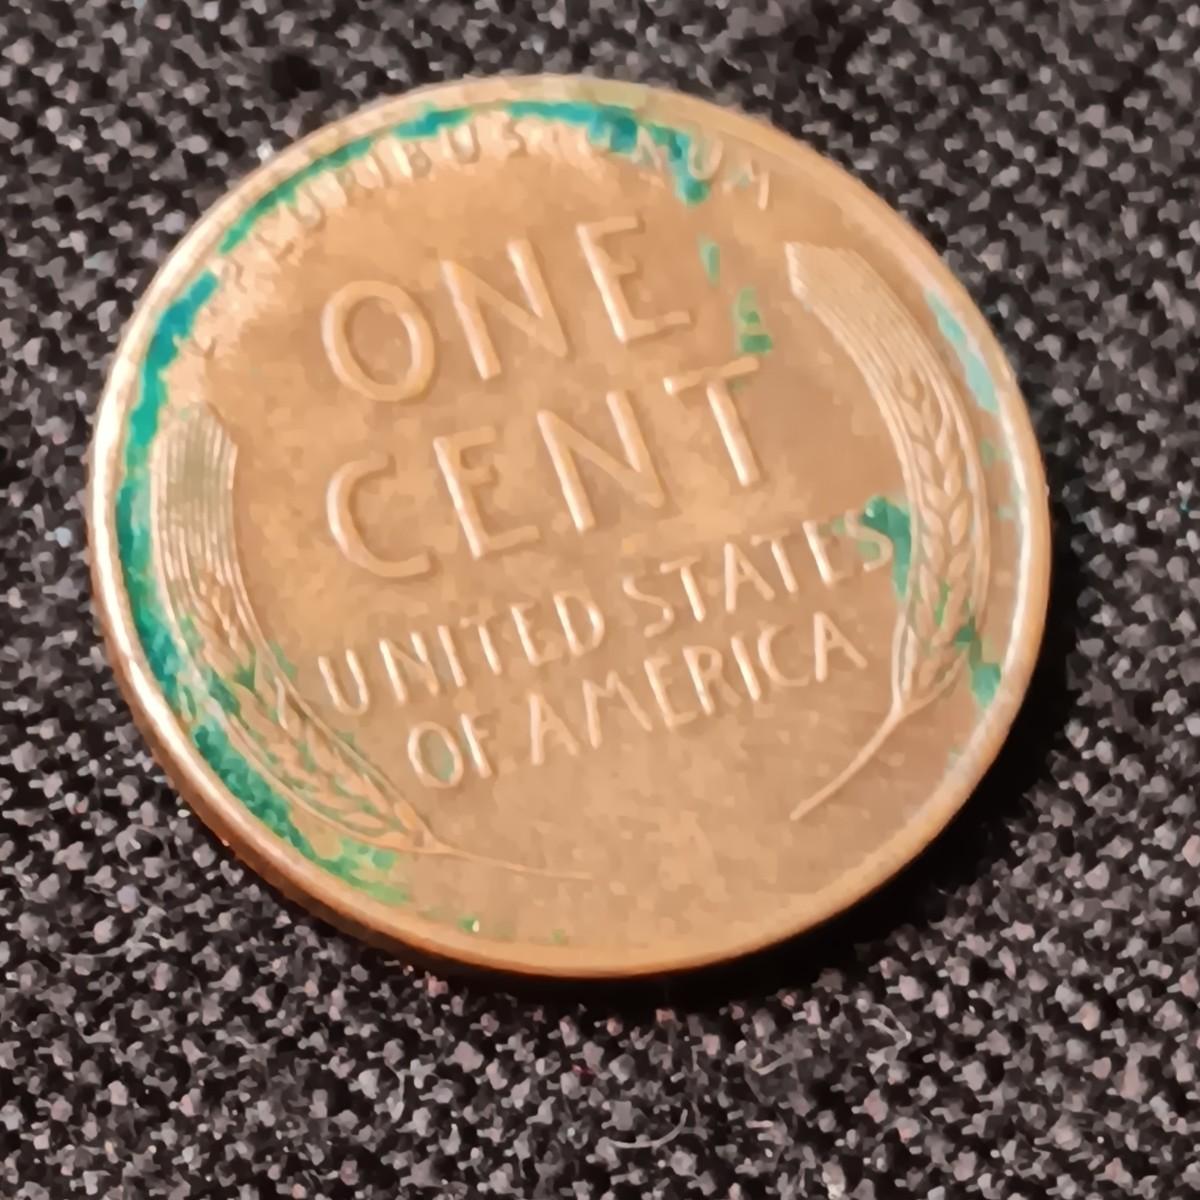 E PLURIBUS UNUM
ONE
CENT
UNITED STATES
OF AMERICA